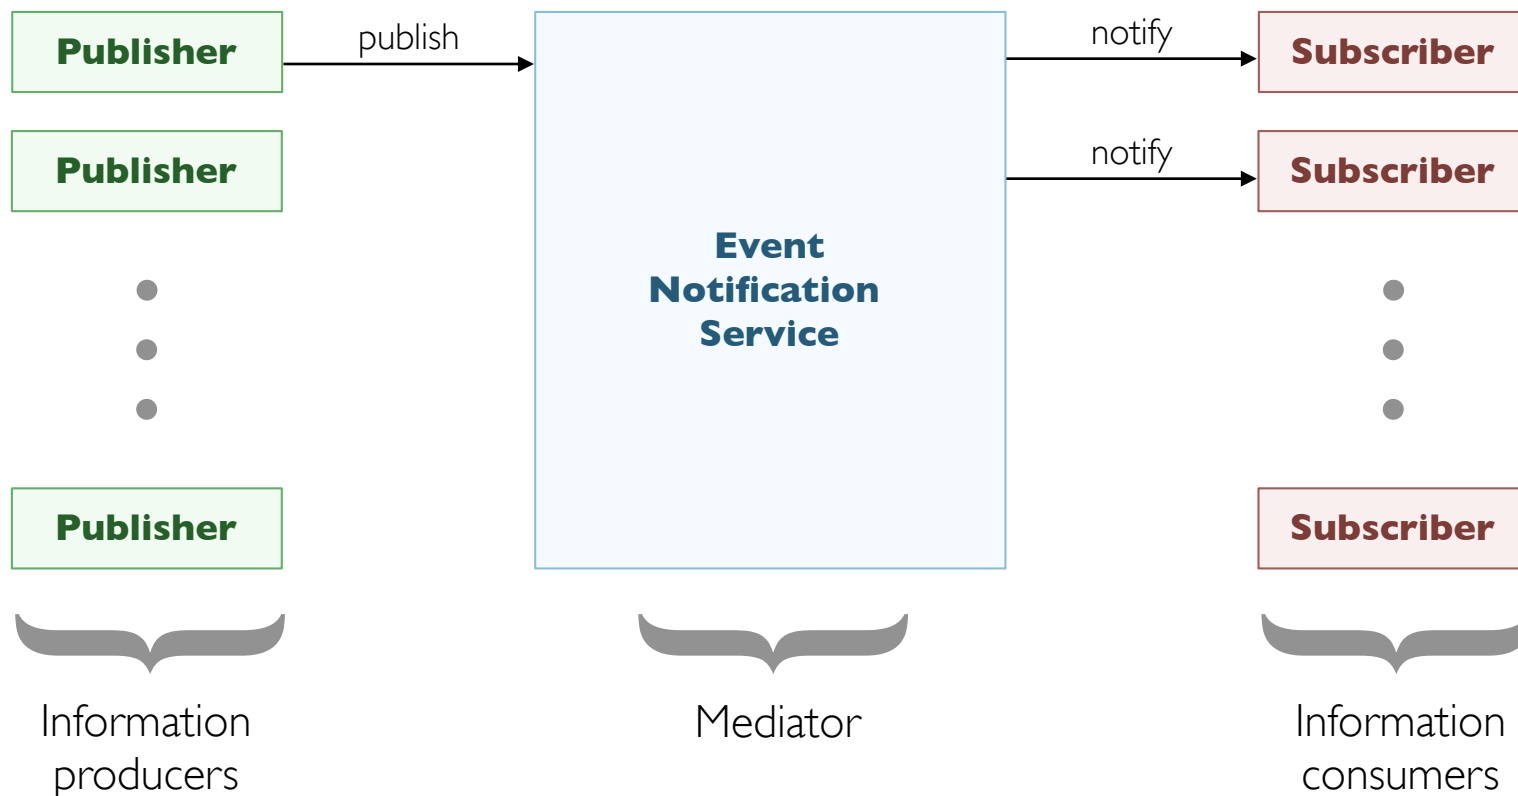 Publisher
publish
notify
Subscriber
Publisher
notify
Subscriber
Event
Notification
Service
Publisher
Subscriber
Information
producers
Mediator
Information
consumers